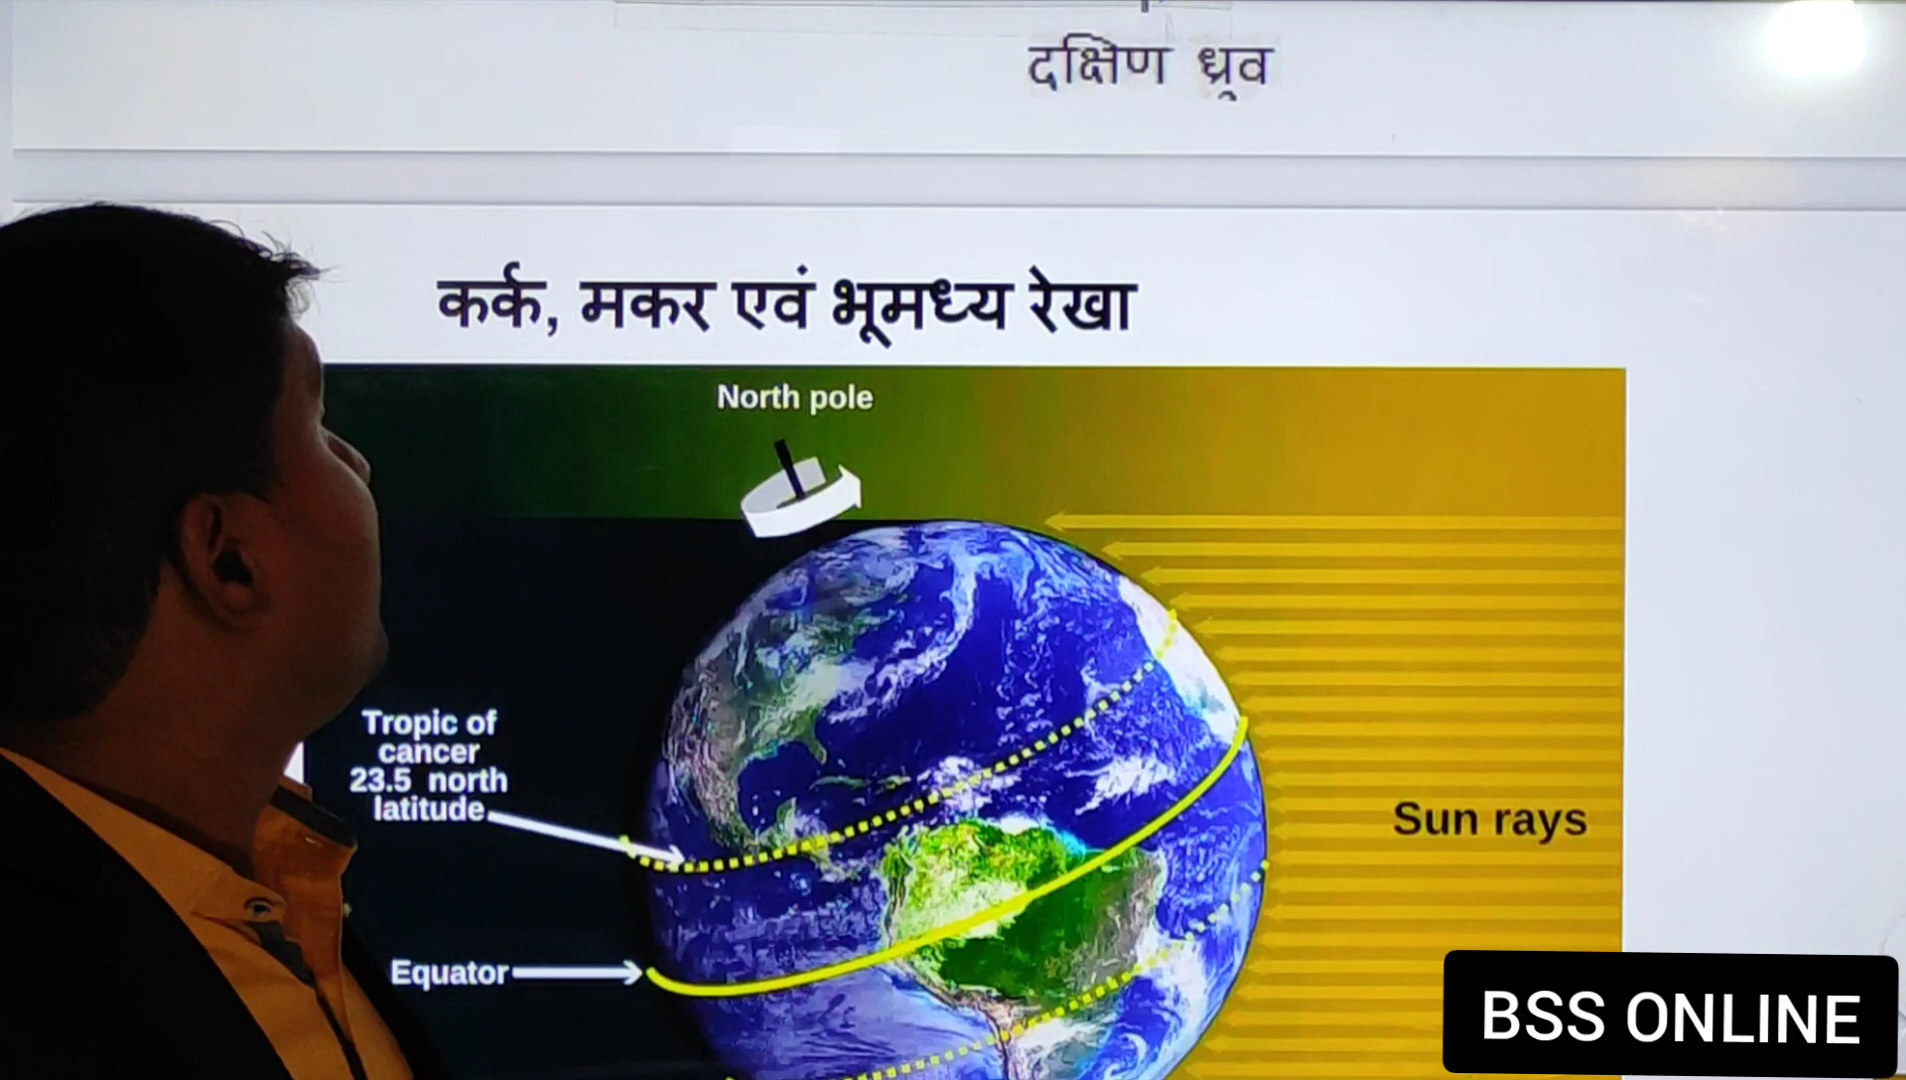 दक्षिण ध्रुव
कर्क, मकर एवं भूमध्य रेखा
North pole
Tropic of
cancer
23.5 north
latitude
Equator
Sun rays
BSS ONLINE